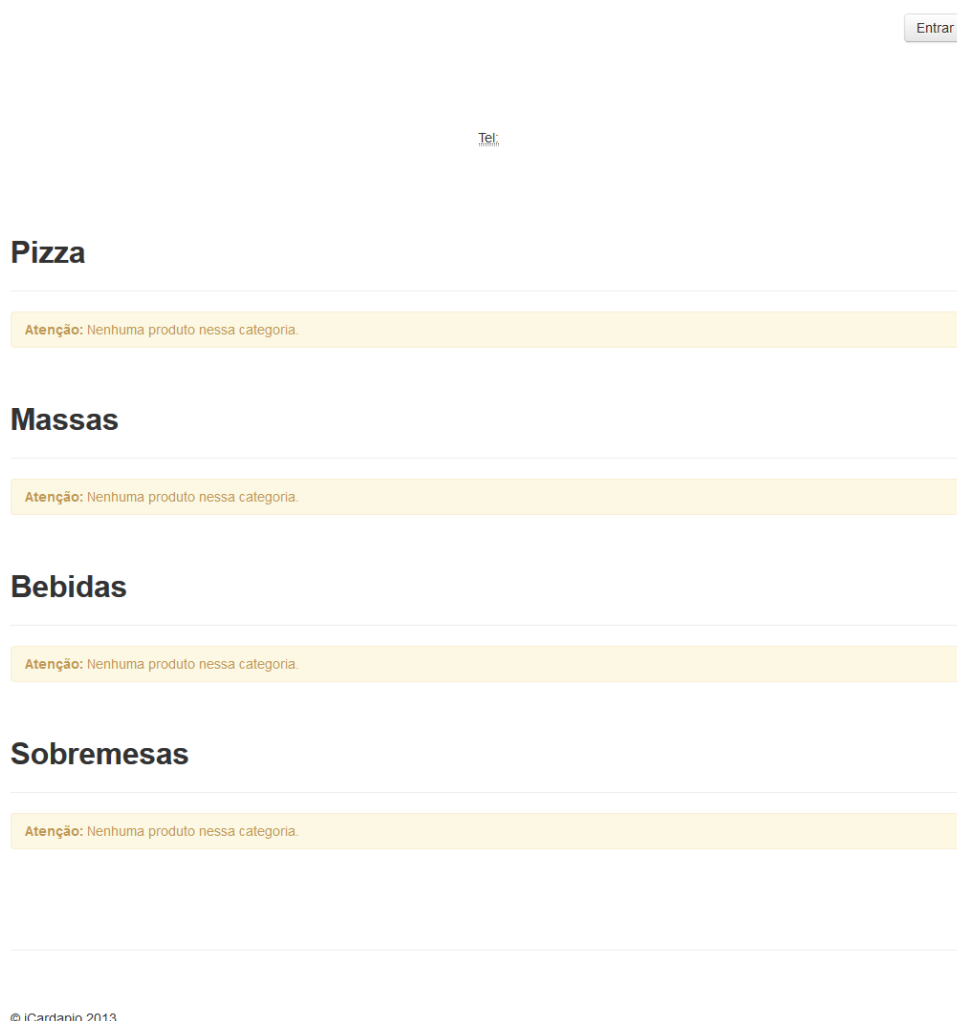 Entrar
Tel:
Pizza
Atenção: Nenhuma produto nessa categoria.
Massas
Atenção: Nenhuma produto nessa categoria.
Bebidas
Atenção: Nenhuma produto nessa categoria.
Sobremesas
Atenção: Nenhuma produto nessa categoria.
© iCardapio 2013